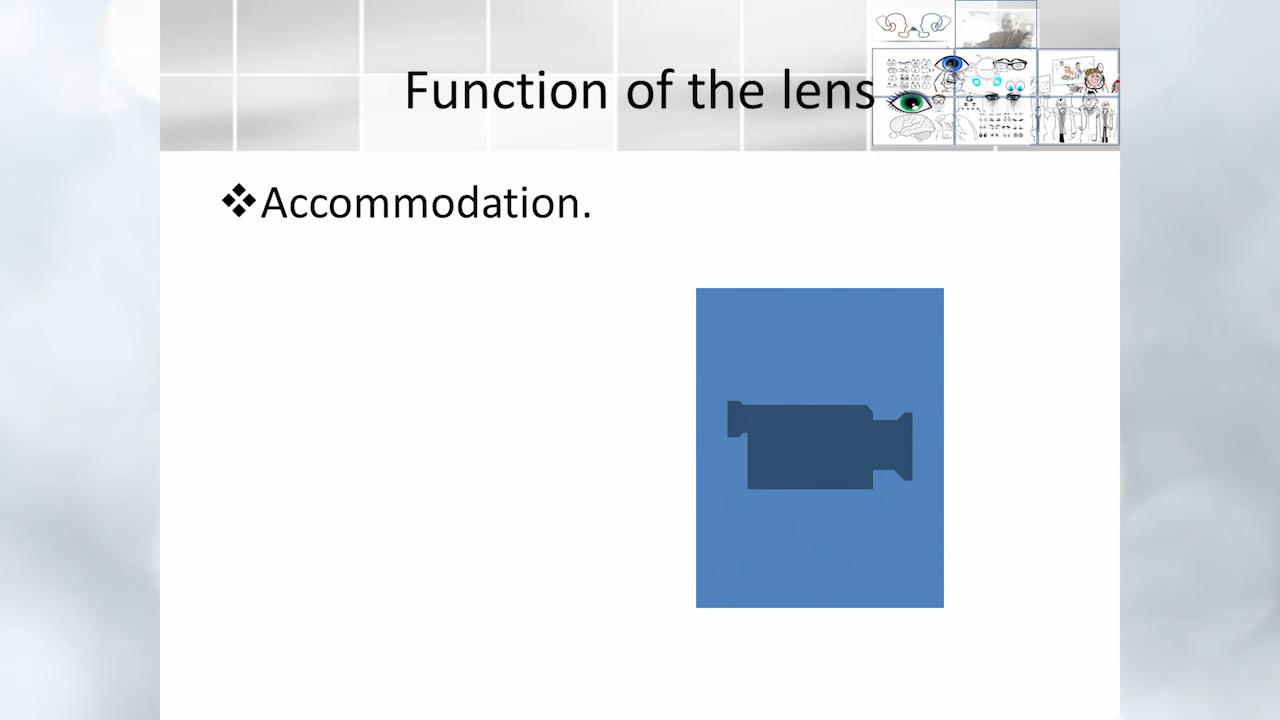 Function of the lens
❖Accommodation.